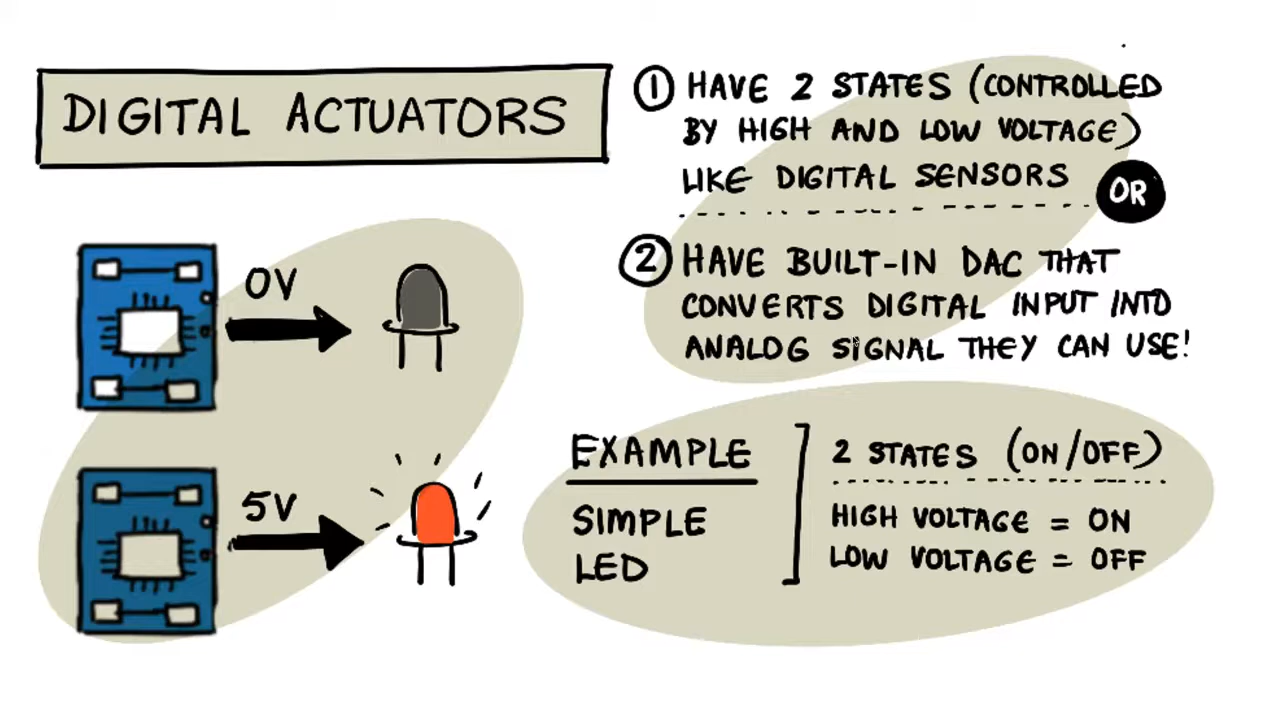 DIGITAL ACTUATORS
① HAVE 2 STATES (CONTROLLED
BY HIGH AND LOW VOLTAGE)
LIKE DIGITAL SENSORS
OR
② HAVE BUILT-IN DAC THAT
CONVERTS DIGITAL INPUT INTO
ANALOG SIGNAL THEY CAN USE!
0V
5V
EXAMPLE
SIMPLE
LED
2 STATES (ON/OFF)
HIGH VOLTAGE = ON
LOW VOLTAGE = OFF